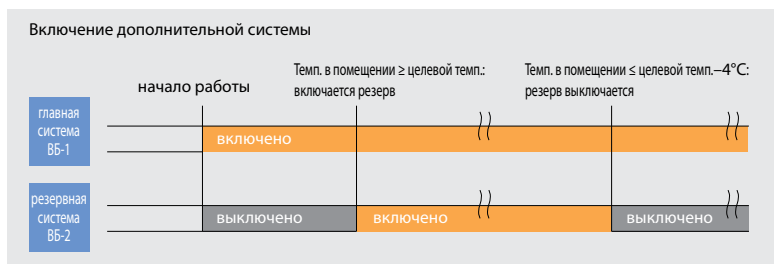 Включение дополнительной системы
Темп. в помещении ≥ целевой темп.:
включается резерв
Темп. в помещении ≤ целевой темп.–4°C:
резерв выключается
начало работы
главная
система
ВБ-1
включено
резервная
система
ВБ-2
выключено
включено
выключено